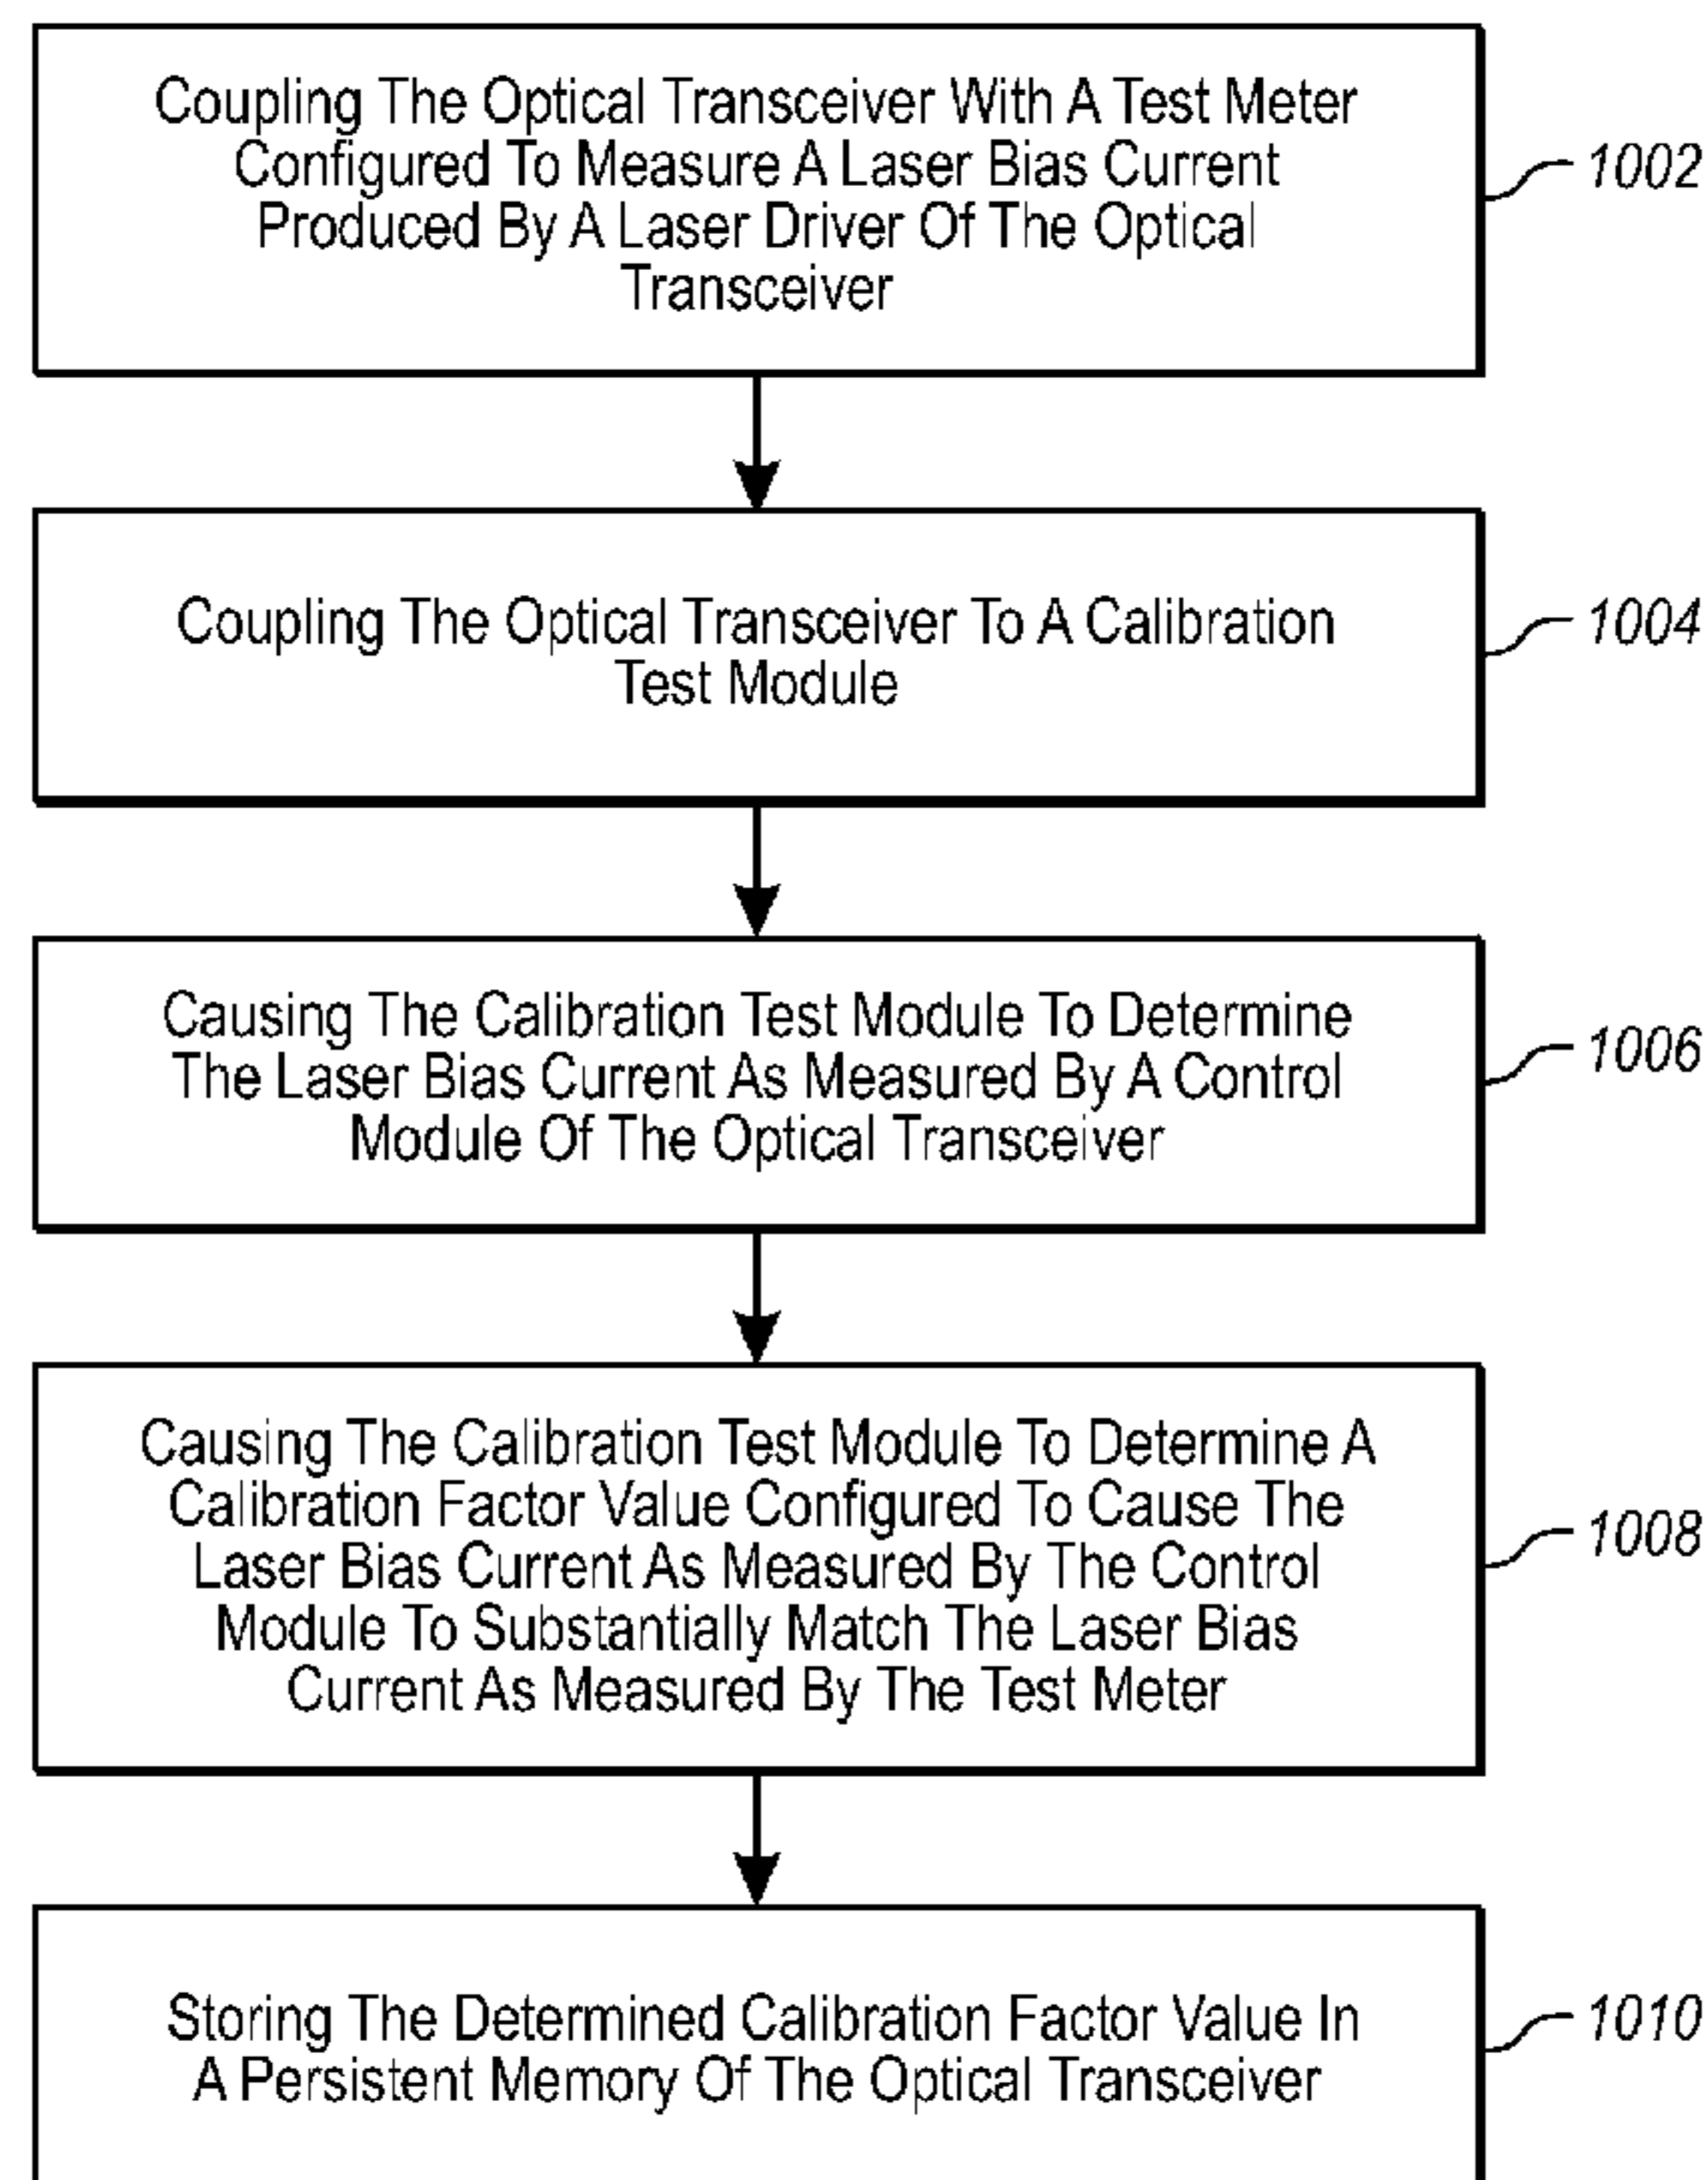 Coupling The Optical Transceiver With A Test Meter
Configured To Measure A Laser Bias Current
Produced By A Laser Driver Of The Optical
Transceiver
1002
Coupling The Optical Transceiver To A Calibration
Test Module
1004
Causing The Calibration Test Module To Determine
The Laser Bias Current As Measured By A Control
Module Of The Optical Transceiver
1006
Causing The Calibration Test Module To Determine A
Calibration Factor Value Configured To Cause The
Laser Bias Current As Measured By The Control
Module To Substantially Match The Laser Bias
Current As Measured By The Test Meter
1008
Storing The Determined Calibration Factor Value In
A Persistent Memory Of The Optical Transceiver
1010